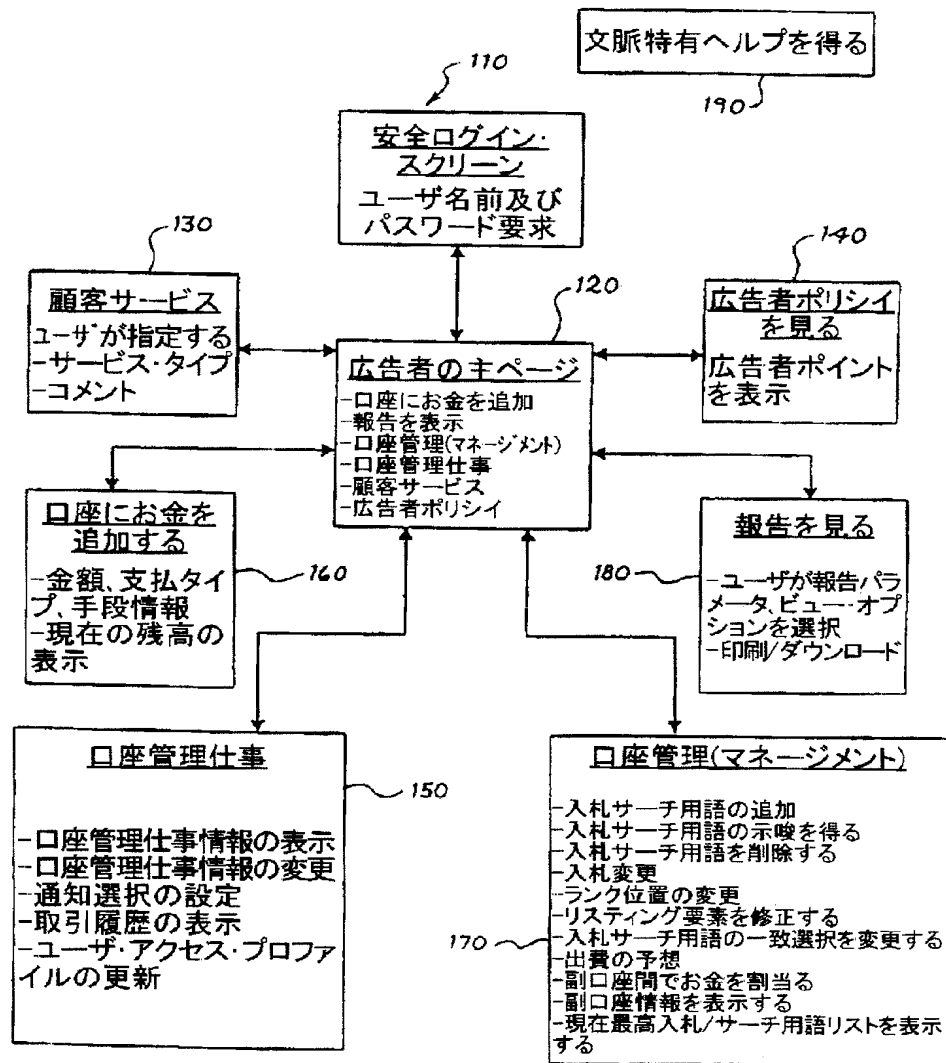 文脈特有ヘルプを得る
190
110
安全ログイン・
スクリーン
ユーザ名前及び
パスワード要求
130
顧客サービス
ユーザが指定する
-サービス・タイプ
-コメント
120
広告者の主ページ
-口座にお金を追加
-報告を表示
-口座管理(マネージメント)
-口座管理仕事
-顧客サービス
-広告者ポリシイ
140
広告者ポリシイ
を見る
広告者ポイント
を表示
口座にお金を
追加する
-金額、支払タイ
プ、手段情報
-現在の残高の
表示
160
報告を見る
-ユーザが報告パラ
メータ、ビュー・オプ
ションを選択
-印刷/ダウンロード
180
口座管理仕事
-口座管理仕事情報の表示
-口座管理仕事情報の変更
-通知選択の設定
-取引履歴の表示
-ユーザ・アクセス・プロファ
イルの更新
150
口座管理(マネージメント)
-入札サーチ用語の追加
-入札サーチ用語の示唆を得る
-入札サーチ用語を削除する
-入札変更
-ランク位置の変更
-リスティング要素を修正する
-入札サーチ用語の一致選択を変更する
-出費の予想
-副口座間でお金を割当る
-副口座情報を表示する
-現在最高入札/サーチ用語リストを表示
する
170